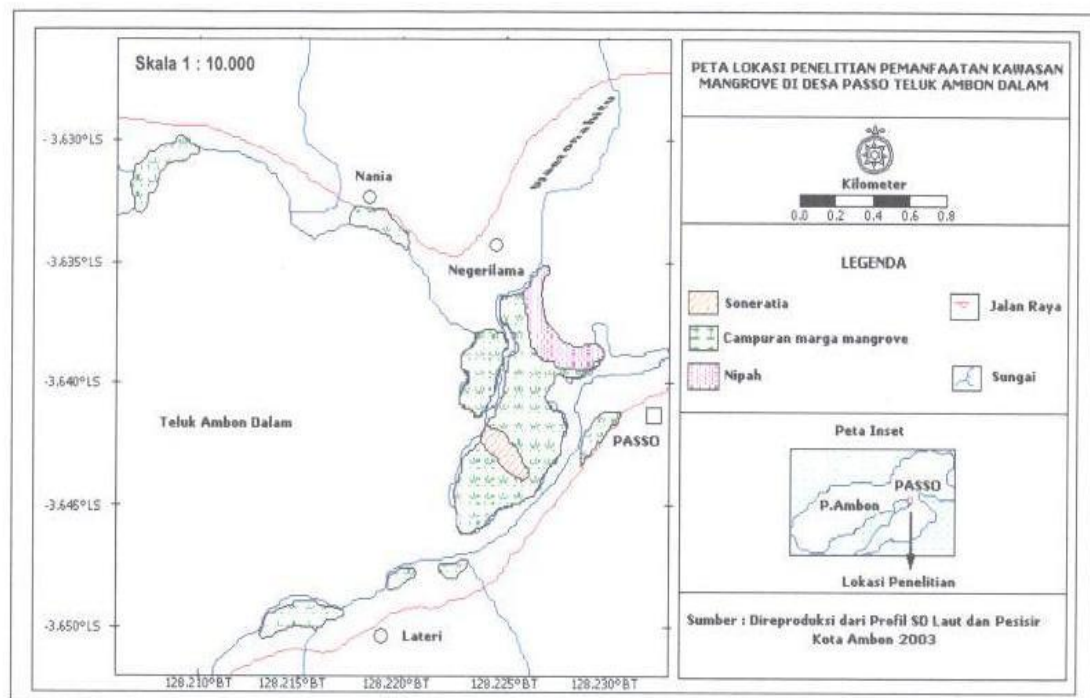 Skala 1 : 10.000
- 3.630°LS
-3.635°LS
-3.640°LS
-3.645°LS
-3.650°LS
Nania
Negerilama
Teluk Ambon Dalam
PASSO
Lateri
128.210°BT 128.215°BT 128.220°BT 128.225°BT 128.230°BT
PETA LOKASI PENELITIAN PEMANFAATAN KAWASAN
MANGROVE DI DESA PASSO TELUK AMBON DALAM
Kilometer
0.0 0.2 0.4 0.6 0.8
LEGENDA
Soneratia
Jalan Raya
Campuran marga mangrove
Nipah
Sungai
Peta Inset
PASSO
P.Ambon
Lokasi Penelitian
Sumber : Direproduksi dari Profil SD Laut dan Pesisir
Kota Ambon 2003